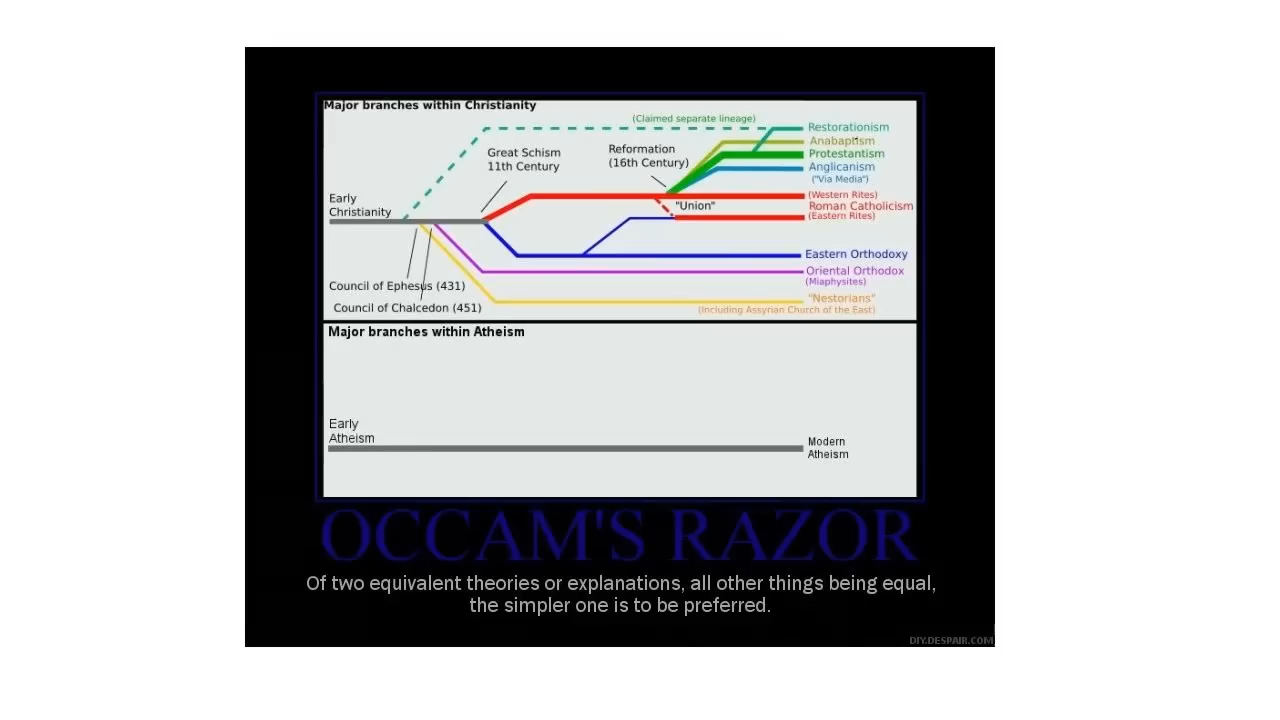 Major branches within Christianity
(Claimed separate lineage)
Restorationism
Anabaptism
Protestantism
Anglicanism
("Via Media")
Great Schism
11th Century
Reformation
(16th Century)
Early
Christianity
"Union"
(Western Rites)
Roman Catholicism
(Eastern Rites)
Eastern Orthodoxy
Oriental Orthodox
(Miaphysites)
Council of Ephesus (431)
Council of Chalcedon (451)
"Nestorians"
(Including Assyrian Church of the East)
Major branches within Atheism
Early
Atheism
Modern
Atheism
OCCAM'S RAZOR
Of two equivalent theories or explanations, all other things being equal,
the simpler one is to be preferred.
DIY.DESPAIR.COM